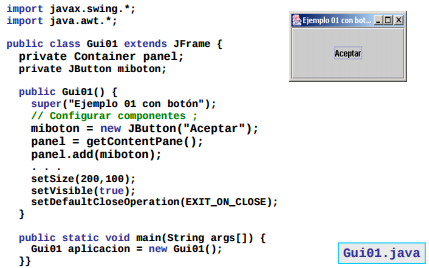 import javax.swing.*;
import java.awt.*;
public class Gui01 extends JFrame {
private Container panel;
private JButton miboton;
public Gui01() {
super("Ejemplo 01 con botón");
// Configurar componentes ;
miboton = new JButton("Aceptar");
panel = getContentPane();
panel.add(miboton);
. . .
setSize(200,100);
setVisible(true);
setDefaultCloseOperation(EXIT_ON_CLOSE);
}
public static void main(String args[]) {
Gui01 aplicacion = new Gui01();
}}
Ejemplo 01 con bot...
Aceptar
Gui01.java